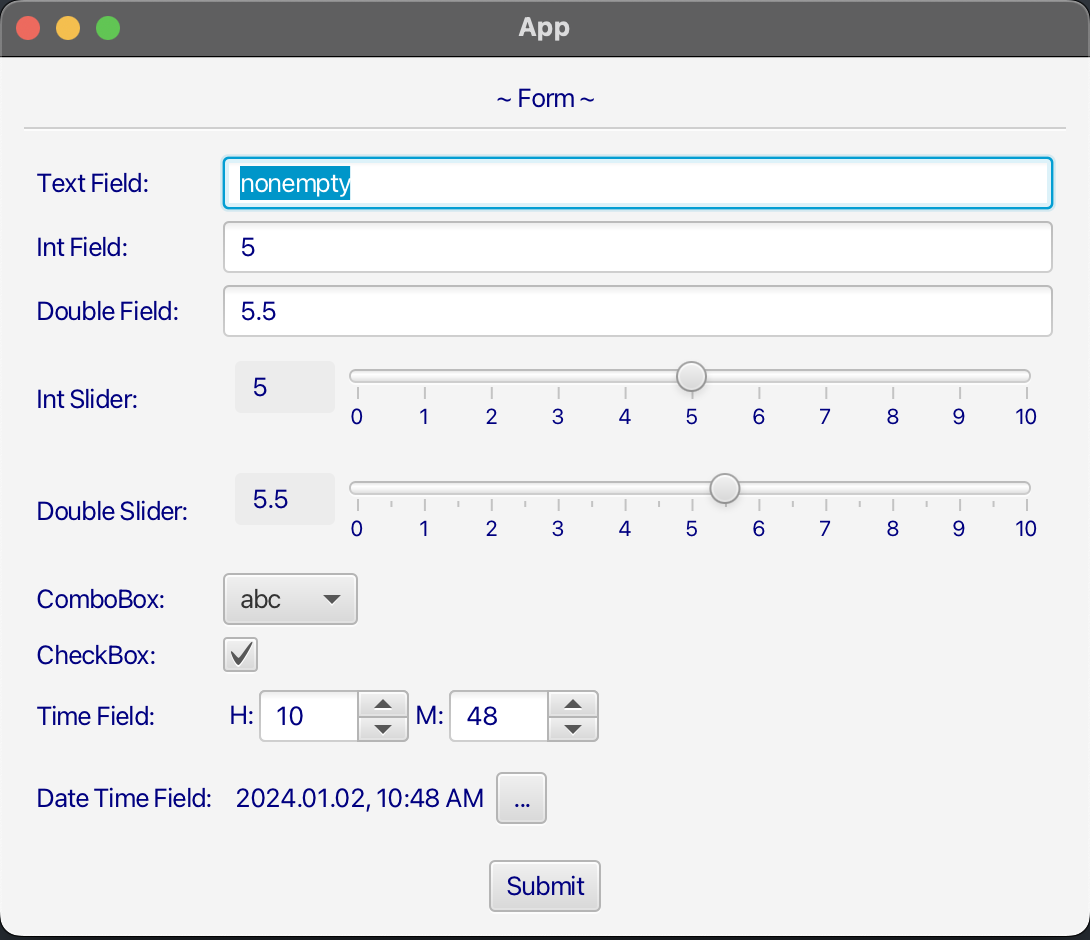 App
~ Form ~
Text Field: nonempty
Int Field: 5
Double Field: 5.5
Int Slider: 5
0 1 2 3 4 5 6 7 8 9 10
Double Slider: 5.5
0 1 2 3 4 5 6 7 8 9 10
ComboBox: abc
CheckBox:
Time Field: H: 10 M: 48
Date Time Field: 2024.01.02, 10:48 AM ...
Submit